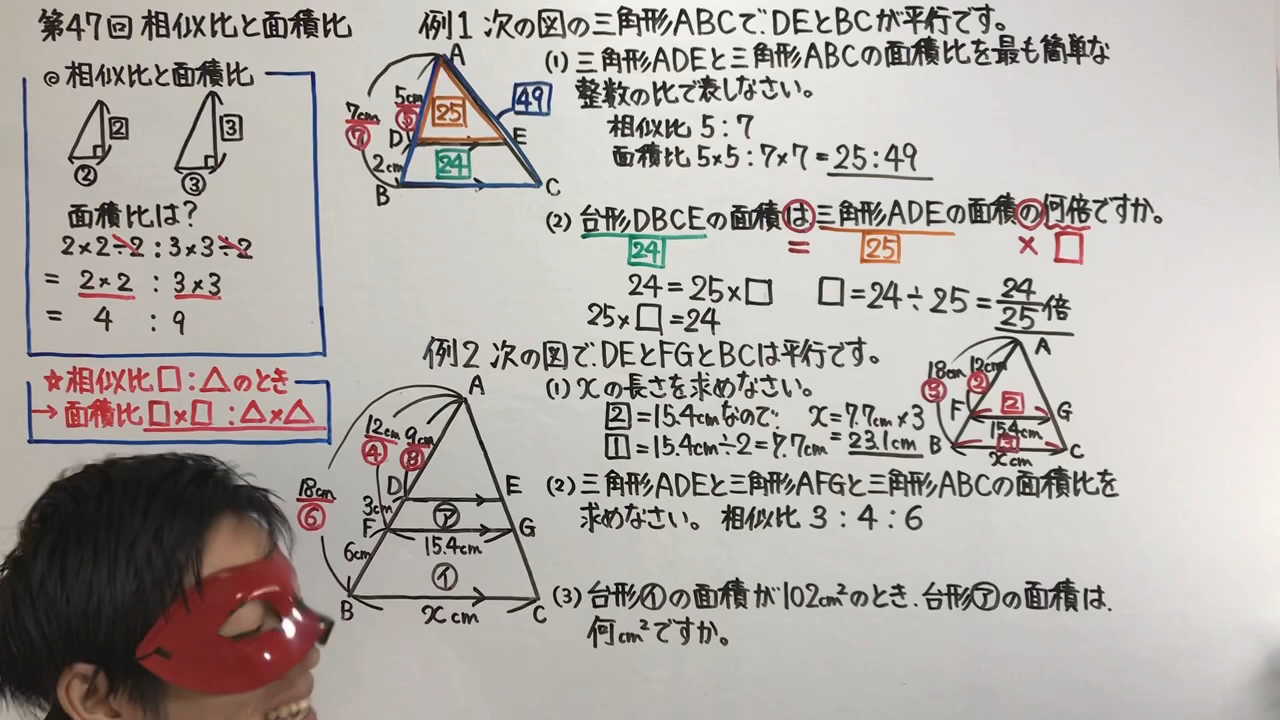 第47回 相似比と面積比
◎相似比と面積比
2
3
②
③
面積比は?
2×2÷2:3×3÷2
= 2×2 : 3×3
= 4 : 9
☆相似比□:△のとき
→面積比□×□:△×△
例1 次の図の三角形ABCで、DEとBCが平行です。
A
7cm
⑦
5cm
⑤
25
49
D
E
24
2cm
B
C
(1) 三角形ADEと三角形ABCの面積比を最も簡単な
整数の比で表しなさい。
相似比 5:7
面積比 5×5:7×7=25:49
(2) 台形DBCEの面積は三角形ADEの面積の何倍ですか。
24 = 25 × □
24=25×□ □=24÷25=24/25倍
25×□=24
例2 次の図で、DEとFGとBCは平行です。
A
12cm
④
9cm
③
18cm
⑥
D
E
3cm
㋐
F
G
6cm
15.4cm
㋑
B
C
xcm
(1) xの長さを求めなさい。
2=15.4cmなので、 x=7.7cm×3
1=15.4cm÷2=7.7cm =23.1cm
A
18cm
③
12cm
②
2
F
G
15.4cm
3
B
C
xcm
(2) 三角形ADEと三角形AFGと三角形ABCの面積比を
求めなさい。 相似比 3:4:6
(3) 台形㋑の面積が102cm²のとき、台形㋐の面積は、
何cm²ですか。